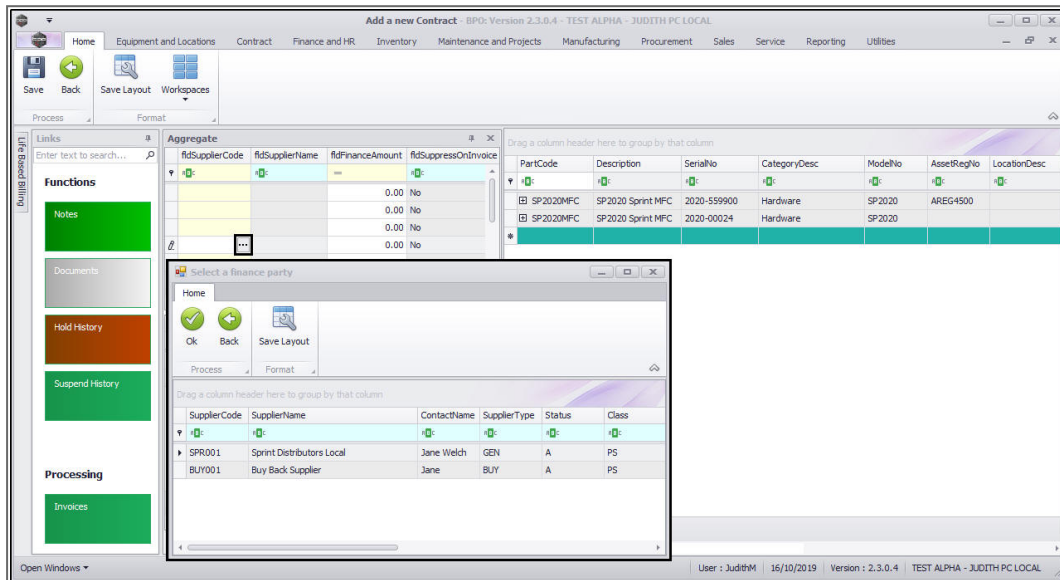 Add a new Contract - BPO: Version 2.3.0.4 - TEST ALPHA - JUDITH PC LOCAL
Home Equipment and Locations Contract Finance and HR Inventory Maintenance and Projects Manufacturing Procurement Sales Service Reporting Utilities
Save Back Save Layout Workspaces
Process Format
Life Based Billing
Links
Enter text to search...
Functions
Notes
Documents
Hold History
Suspend History
Processing
Invoices
Aggregate
fldSupplierCode fldSupplierName fldFinanceAmount fldSuppressOnInvoice
0.00 No
0.00 No
0.00 No
... 0.00 No
Drag a column header here to group by that column
PartCode Description SerialNo CategoryDesc ModelNo AssetRegNo LocationDesc
SP2020MFC SP2020 Sprint MFC 2020-559900 Hardware SP2020 AREG4500
SP2020MFC SP2020 Sprint MFC 2020-00024 Hardware SP2020
Select a finance party
Home
Ok Back Save Layout
Process Format
Drag a column header here to group by that column
SupplierCode SupplierName ContactName SupplierType Status Class
SPR001 Sprint Distributors Local Jane Welch GEN A PS
BUY001 Buy Back Supplier Jane BUY A PS
Open Windows User : JudithM 16/10/2019 Version : 2.3.0.4 TEST ALPHA - JUDITH PC LOCAL